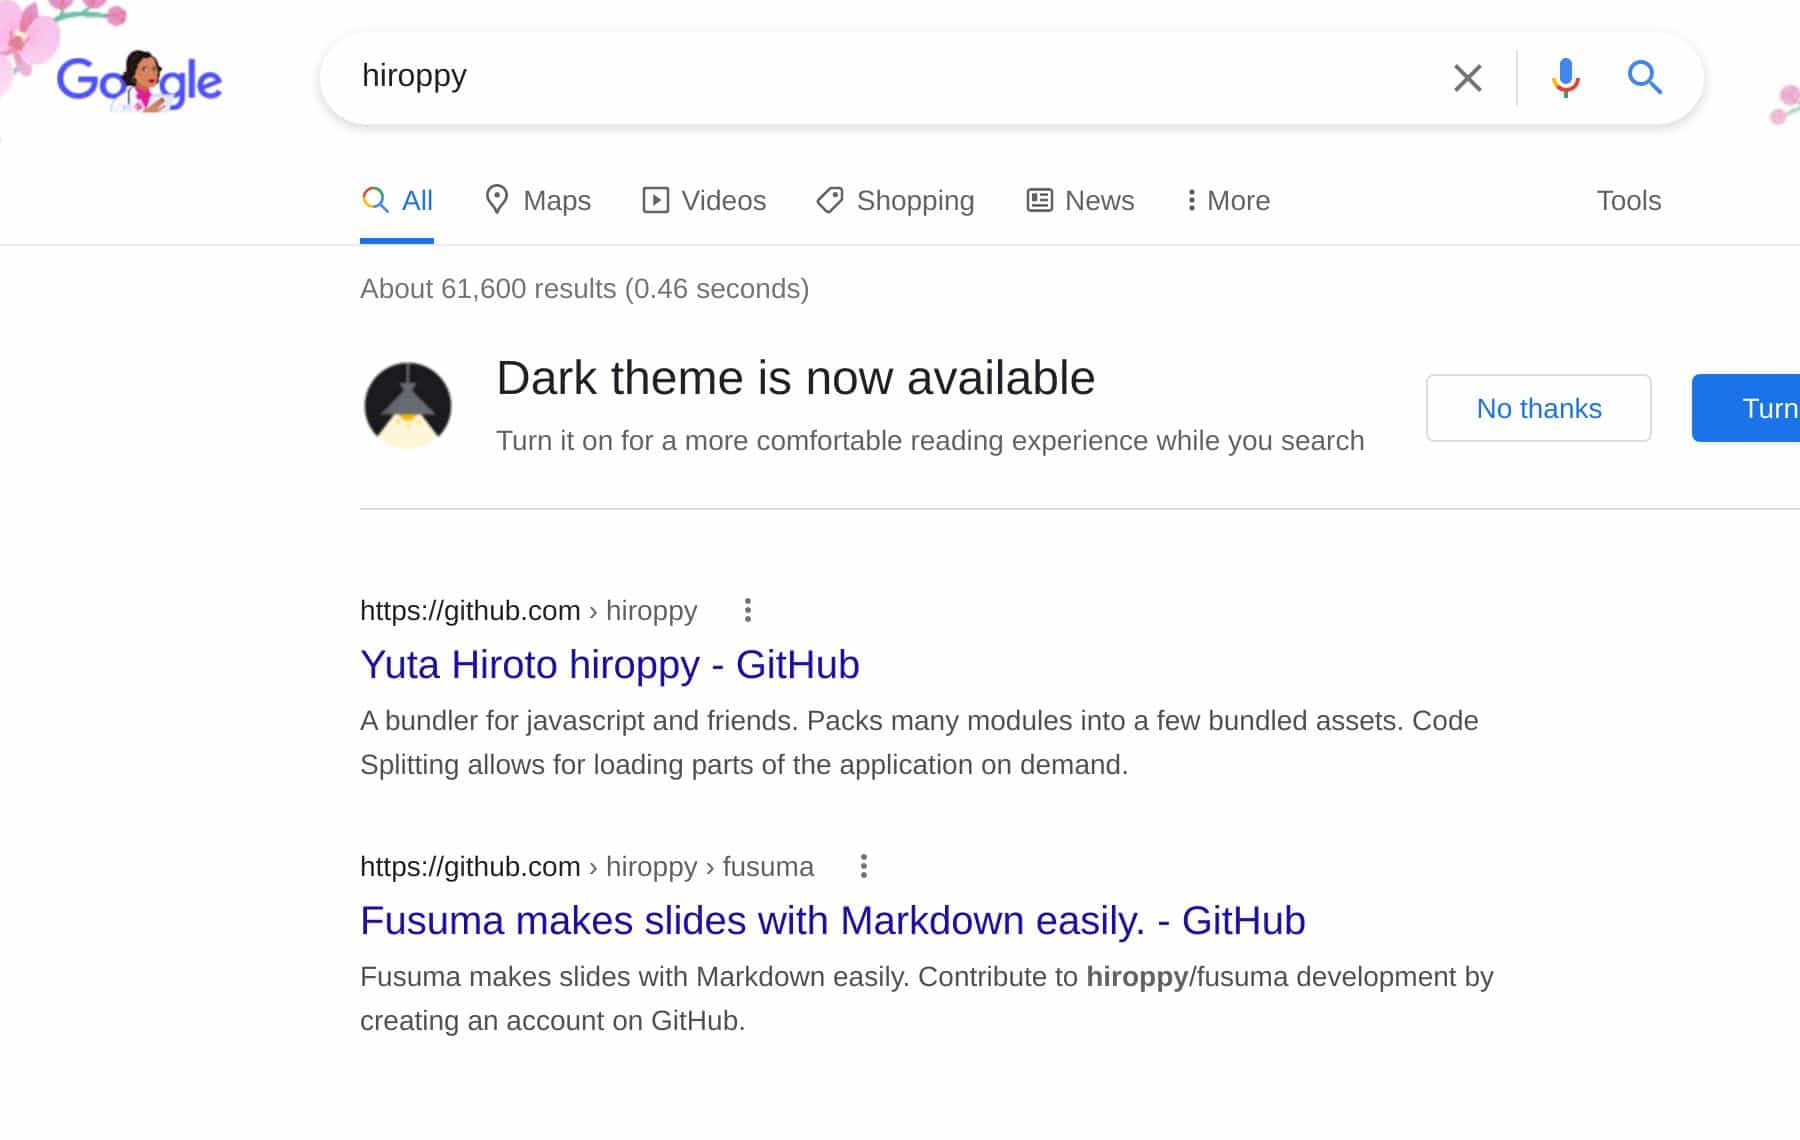 Google
hiroppy
All
Maps
Videos
Shopping
News
More
Tools
About 61,600 results (0.46 seconds)
Dark theme is now available
Turn it on for a more comfortable reading experience while you search
No thanks
Turn
https://github.com › hiroppy
Yuta Hiroto hiroppy - GitHub
A bundler for javascript and friends. Packs many modules into a few bundled assets. Code
Splitting allows for loading parts of the application on demand.
https://github.com › hiroppy › fusuma
Fusuma makes slides with Markdown easily. - GitHub
Fusuma makes slides with Markdown easily. Contribute to hiroppy/fusuma development by
creating an account on GitHub.